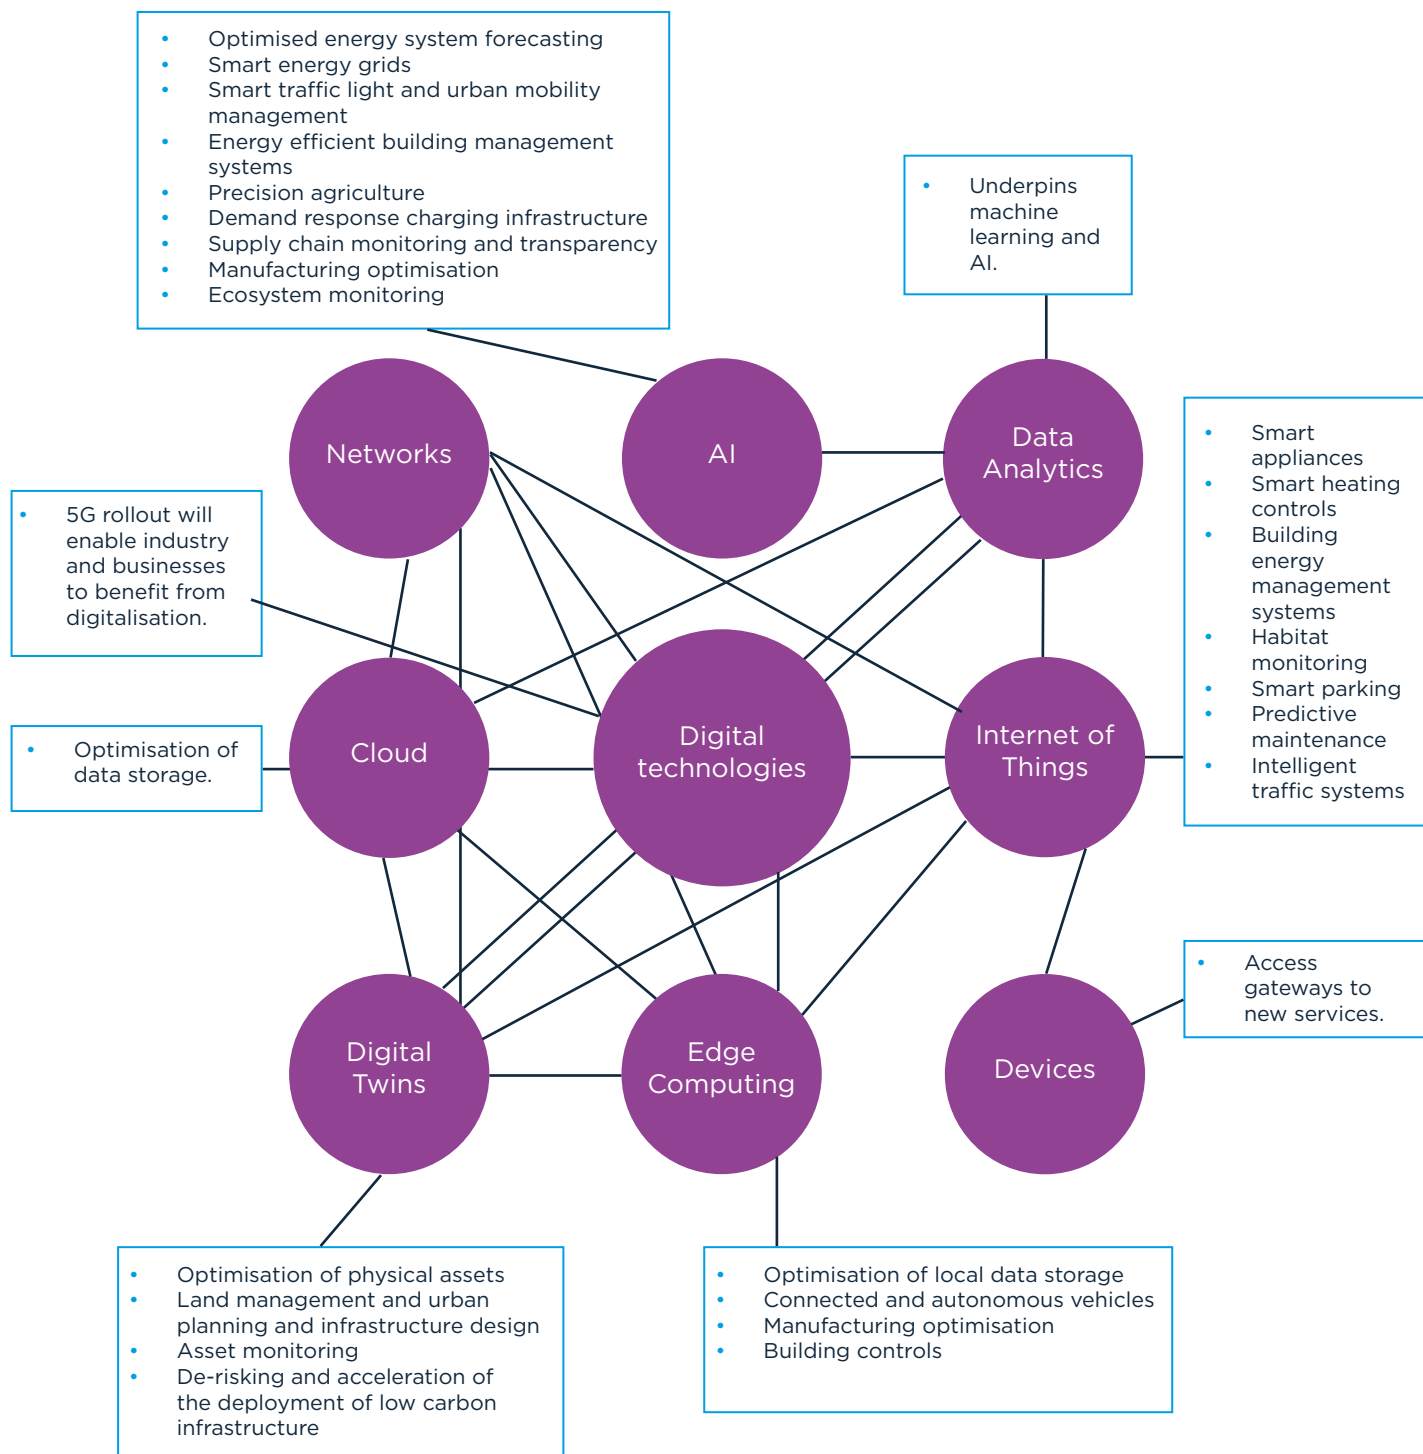 • Optimised energy system forecasting
• Smart energy grids
• Smart traffic light and urban mobility
management
• Energy efficient building management
systems
• Precision agriculture
• Demand response charging infrastructure
• Supply chain monitoring and transparency
• Manufacturing optimisation
• Ecosystem monitoring
• Underpins
machine
learning and
AI.
Networks
AI
Data
Analytics
• Smart
appliances
• Smart heating
controls
• Building
energy
management
systems
• Habitat
monitoring
• Smart parking
• Predictive
maintenance
• Intelligent
traffic systems
• 5G rollout will
enable industry
and businesses
to benefit from
digitalisation.
• Optimisation of
data storage.
Cloud
Digital
technologies
Internet of
Things
• Access
gateways to
new services.
Digital
Twins
Edge
Computing
Devices
• Optimisation of physical assets
• Land management and urban
planning and infrastructure design
• Asset monitoring
• De-risking and acceleration of
the deployment of low carbon
infrastructure
• Optimisation of local data storage
• Connected and autonomous vehicles
• Manufacturing optimisation
• Building controls